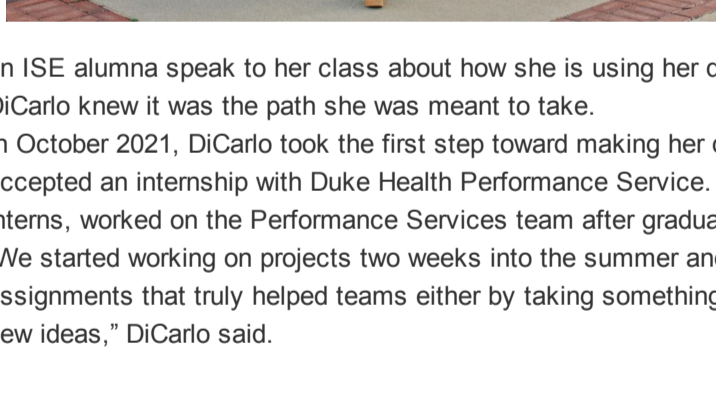 n ISE alumna speak to her class about how she is using her
DiCarlo knew it was the path she was meant to take.
n October 2021, DiCarlo took the first step toward making her
ccepted an internship with Duke Health Performance Service.
nterns, worked on the Performance Services team after gradua
We started working on projects two weeks into the summer an
ssignments that truly helped teams either by taking something
ew ideas,” DiCarlo said.